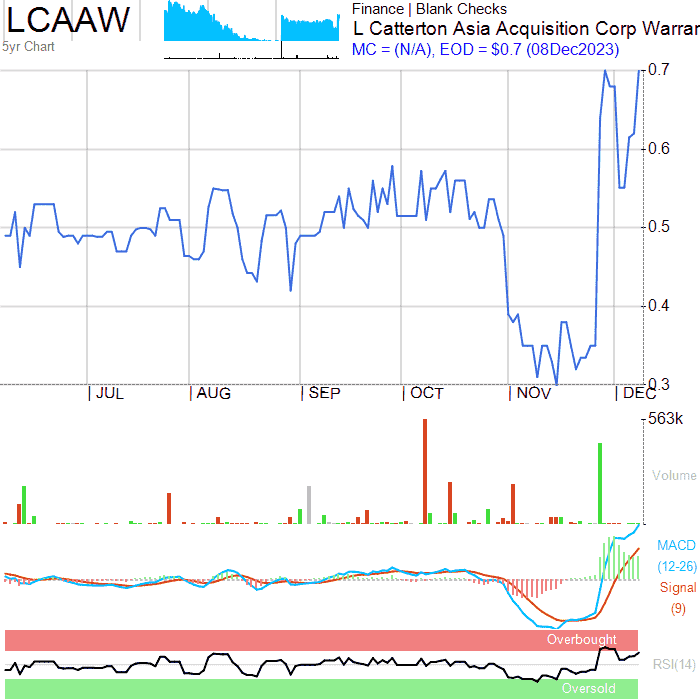 LCAAW
5yr Chart
Finance | Blank Checks
L Catterton Asia Acquisition Corp Warrar
MC = (N/A), EOD = $0.7 (08Dec2023)
0.7
0.6
0.5
0.4
0.3
JUL AUG SEP OCT NOV DEC
563k
Volume
MACD
(12-26)
Signal
(9)
Overbought
RSI(14)
Oversold